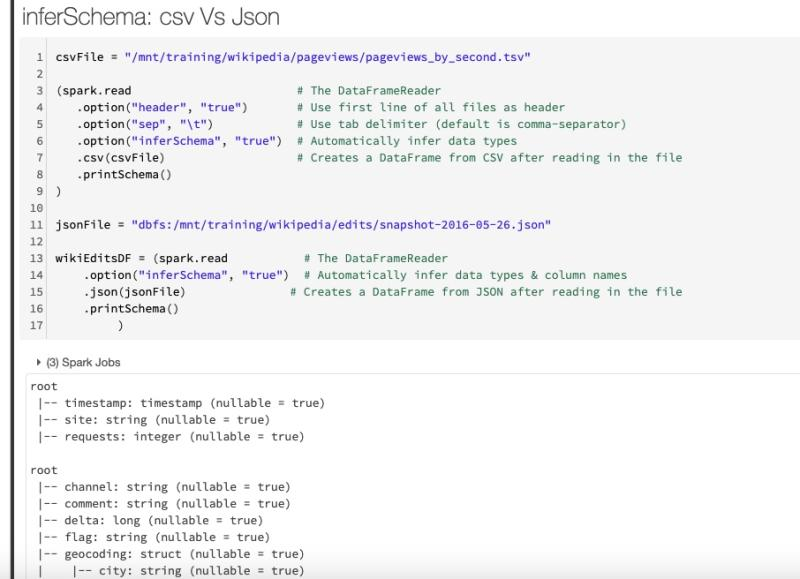 inferSchema: csv Vs Json
1 csvFile = "/mnt/training/wikipedia/pageviews/pageviews_by_second.tsv"
2
3 (spark.read # The DataFrameReader
4 .option("header", "true") # Use first line of all files as header
5 .option("sep", "\t") # Use tab delimiter (default is comma-separator)
6 .option("inferSchema", "true") # Automatically infer data types
7 .csv(csvFile) # Creates a DataFrame from CSV after reading in the file
8 .printSchema()
9 )
10
11 jsonFile = "dbfs:/mnt/training/wikipedia/edits/snapshot-2016-05-26.json"
12
13 wikiEditsDF = (spark.read # The DataFrameReader
14 .option("inferSchema", "true") # Automatically infer data types & column names
15 .json(jsonFile) # Creates a DataFrame from JSON after reading in the file
16 .printSchema()
17 )
(3) Spark Jobs
root
|-- timestamp: timestamp (nullable = true)
|-- site: string (nullable = true)
|-- requests: integer (nullable = true)
root
|-- channel: string (nullable = true)
|-- comment: string (nullable = true)
|-- delta: long (nullable = true)
|-- flag: string (nullable = true)
|-- geocoding: struct (nullable = true)
| |-- city: string (nullable = true)